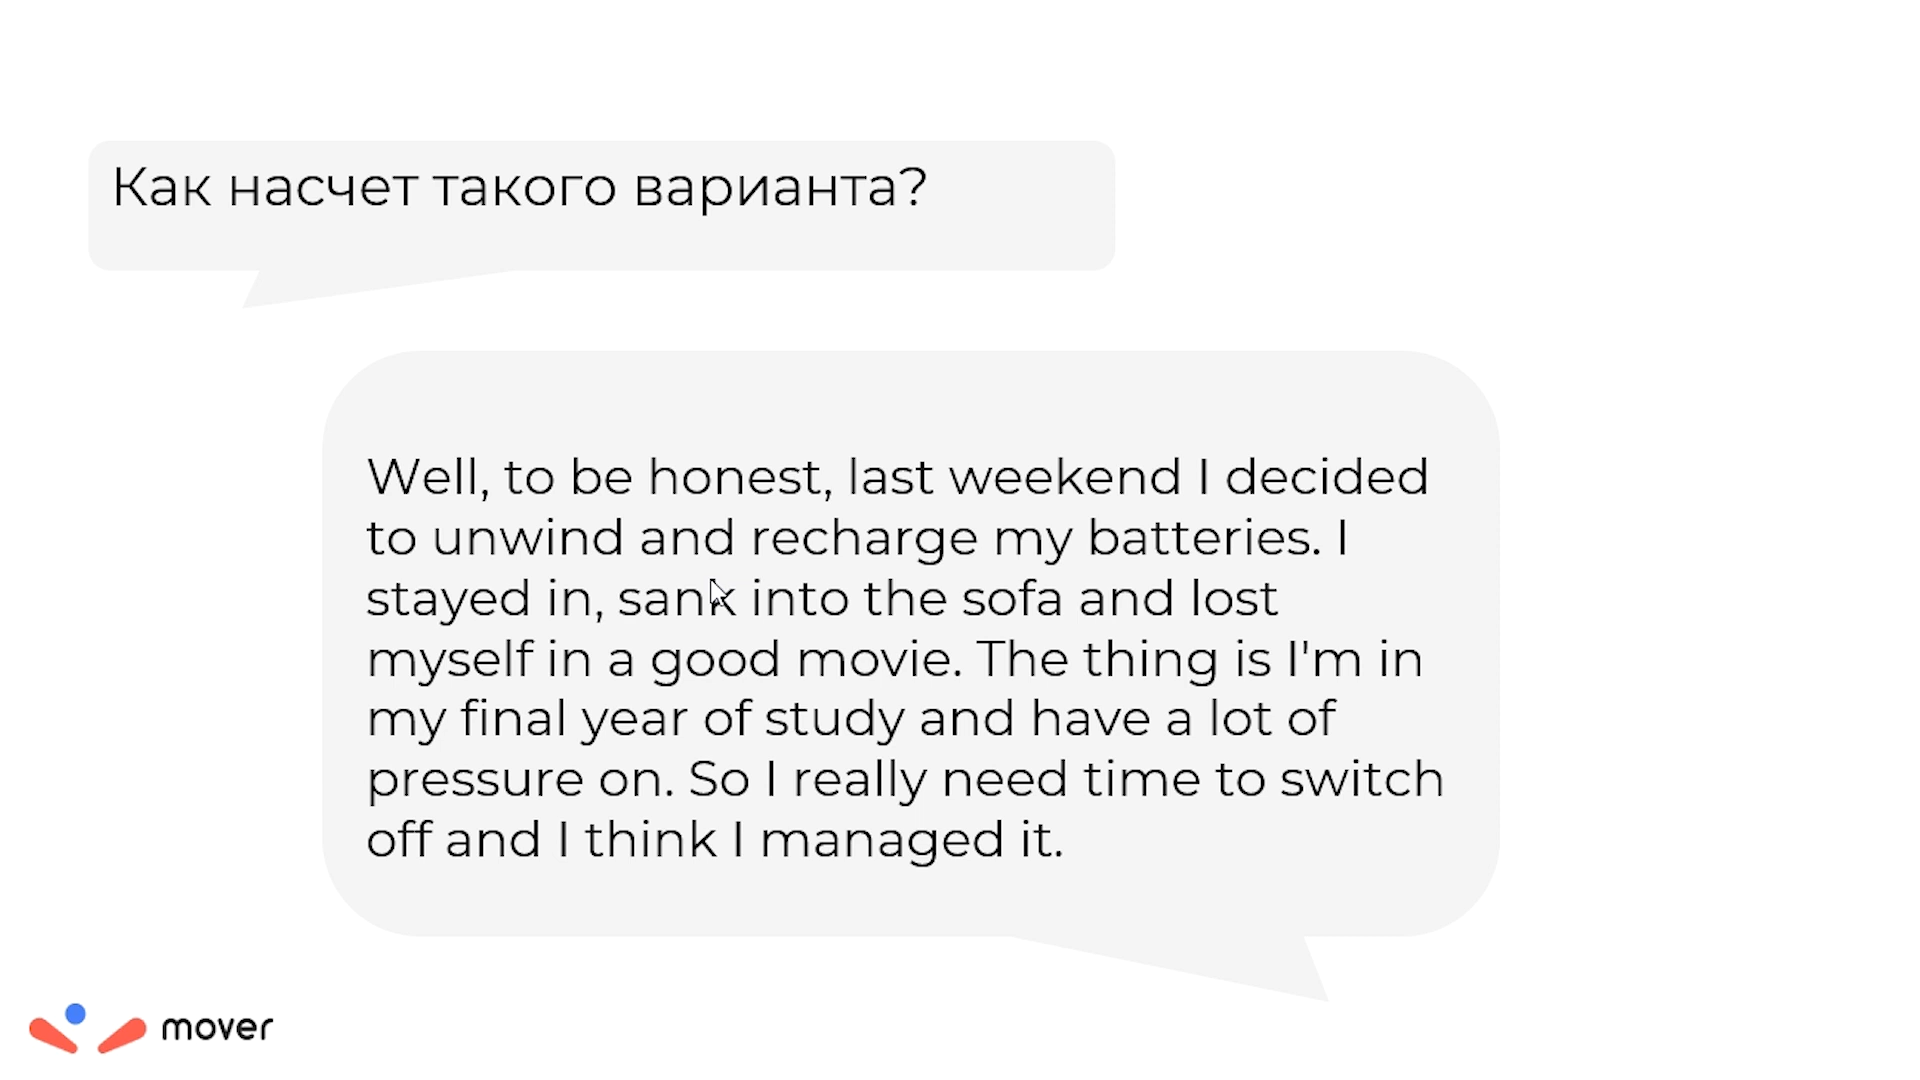 Как насчет такого варианта?
Well, to be honest, last weekend I decided
to unwind and recharge my batteries. I
stayed in, sank into the sofa and lost
myself in a good movie. The thing is I'm in
my final year of study and have a lot of
pressure on. So I really need time to switch
off and I think I managed it.
mover